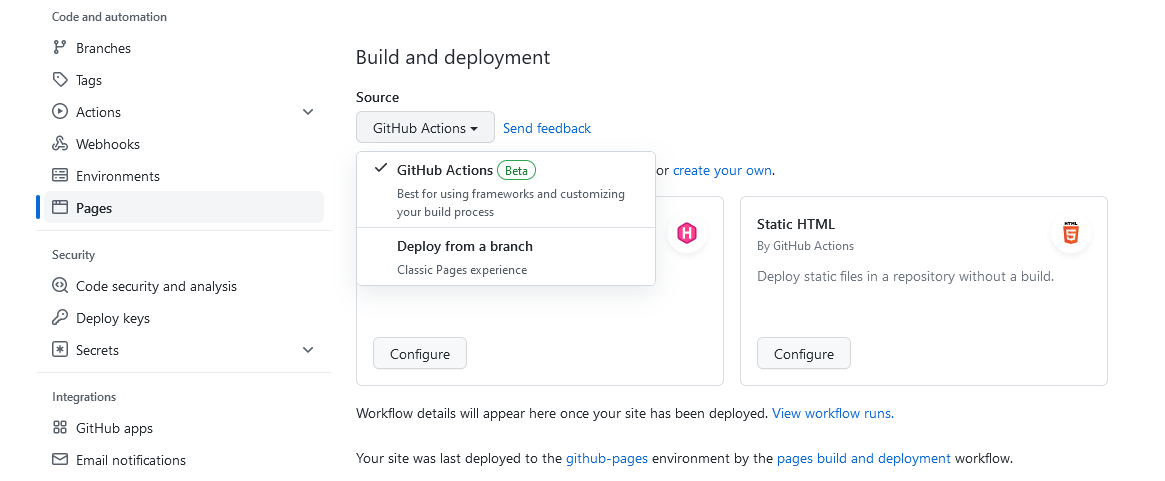 Code and automation
Branches
Tags
Actions
Webhooks
Environments
Pages
Security
Code security and analysis
Deploy keys
Secrets
Integrations
GitHub apps
Email notifications
Build and deployment
Source
GitHub Actions
Send feedback
GitHub Actions Beta
Best for using frameworks and customizing
your build process
Deploy from a branch
Classic Pages experience
or create your own.
H
Configure
Static HTML
By GitHub Actions
HTML
5
Deploy static files in a repository without a build.
Configure
Workflow details will appear here once your site has been deployed. View workflow runs.
Your site was last deployed to the github-pages environment by the pages build and deployment workflow.